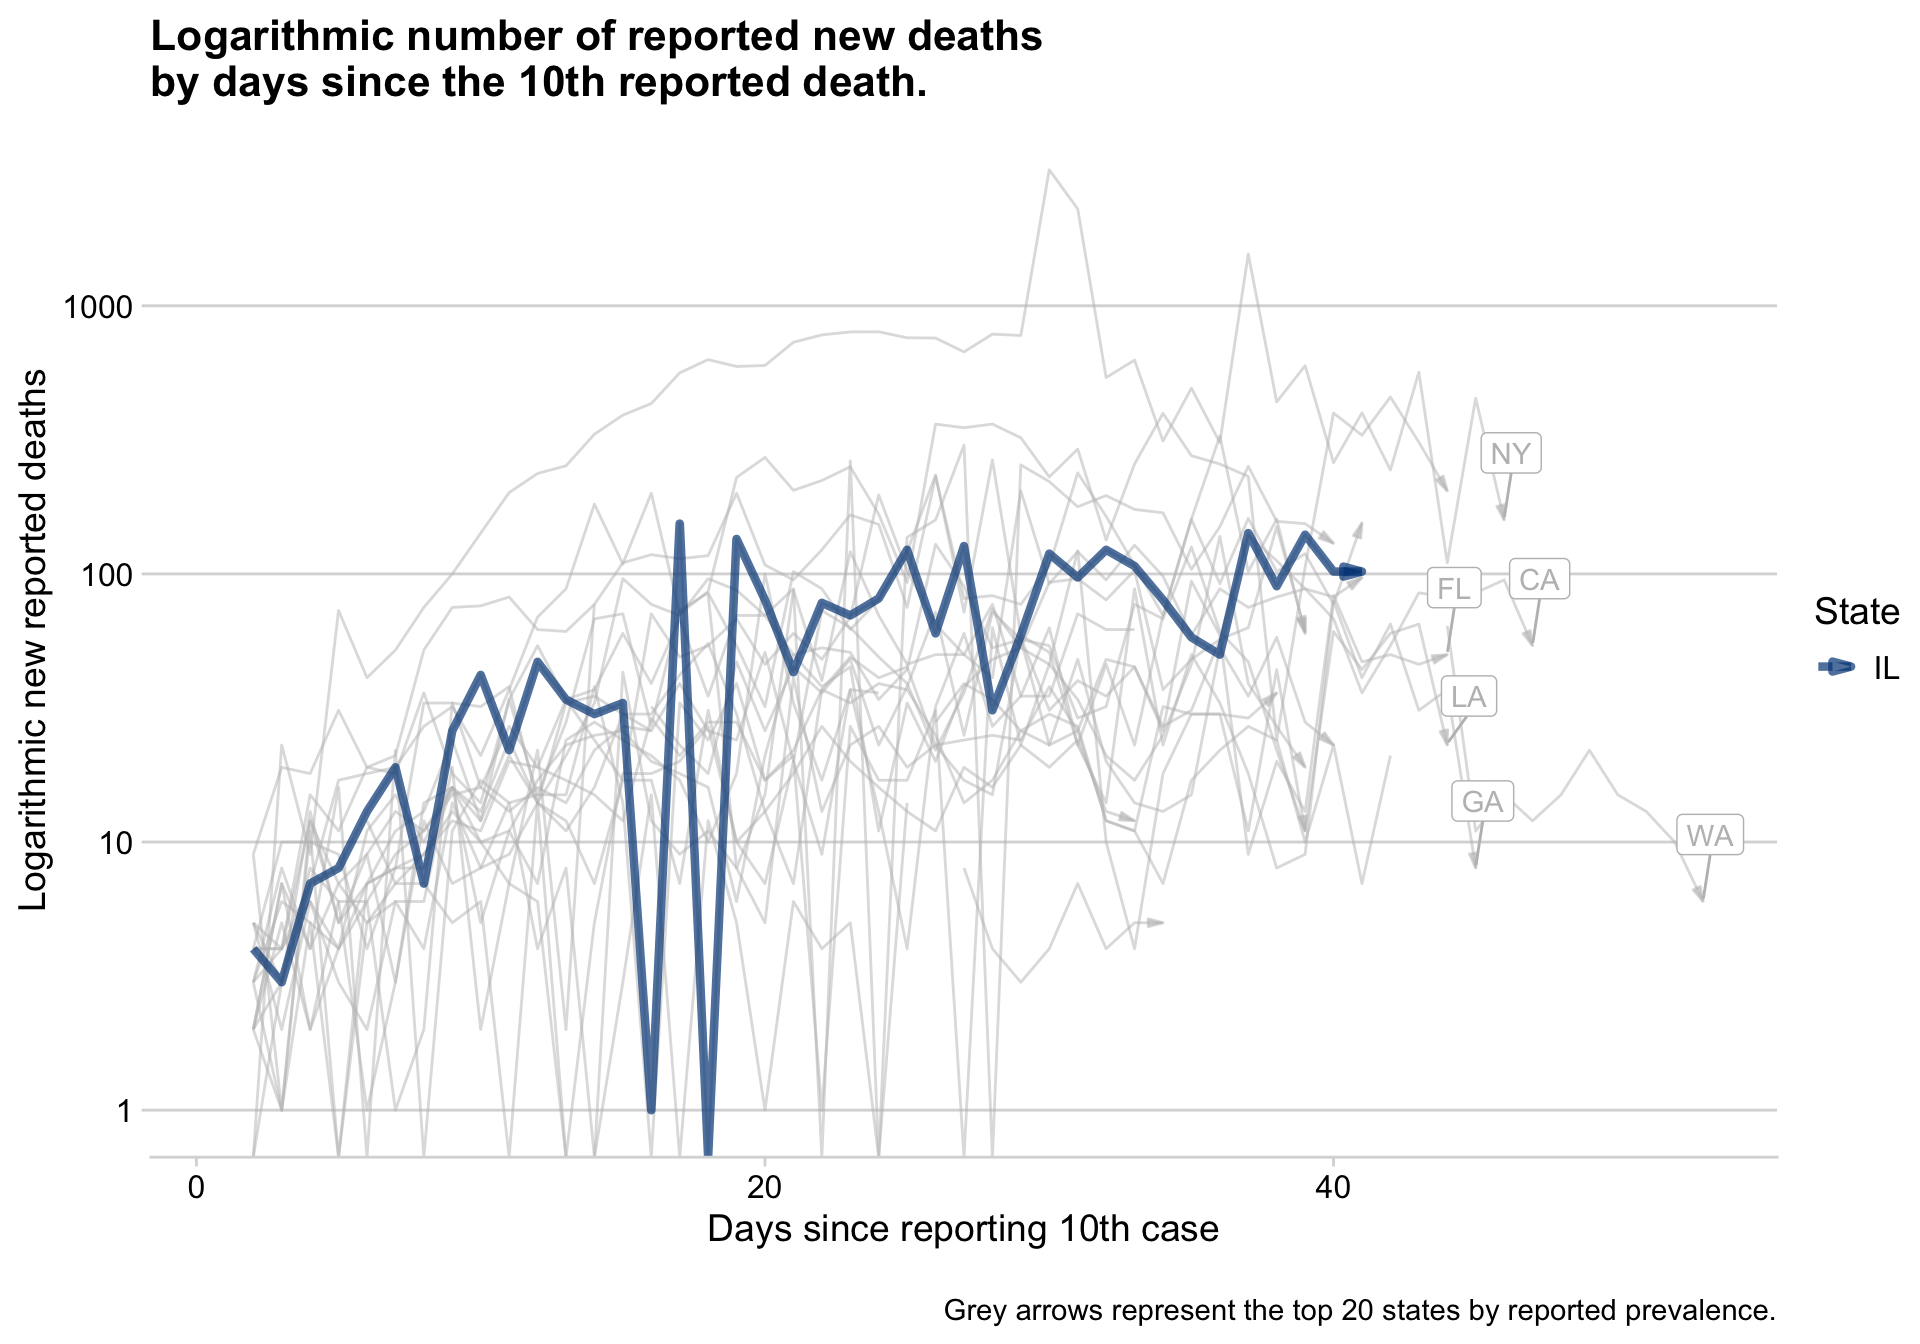 Logarithmic number of reported new deaths
by days since the 10th reported death.
Logarithmic new reported deaths
1000
100
10
1
NY
CA
FL
LA
GA
WA
State
IL
0
20
40
Days since reporting 10th case
Grey arrows represent the top 20 states by reported prevalence.